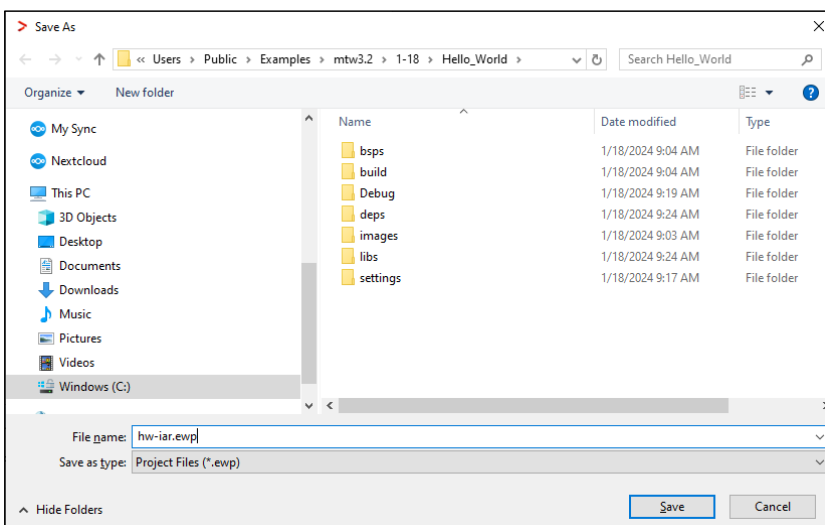 Save As
« Users > Public > Examples > mtw3.2 > 1-18 > Hello_World >
Search Hello_World
Organize
New folder
My Sync
Nextcloud
This PC
3D Objects
Desktop
Documents
Downloads
Music
Pictures
Videos
Windows (C:)
Name Date modified Type
bsps 1/18/2024 9:04 AM File folder
build 1/18/2024 9:04 AM File folder
Debug 1/18/2024 9:19 AM File folder
deps 1/18/2024 9:24 AM File folder
images 1/18/2024 9:03 AM File folder
libs 1/18/2024 9:24 AM File folder
settings 1/18/2024 9:17 AM File folder
File name: hw-iar.ewp
Save as type: Project Files (*.ewp)
Hide Folders
Save
Cancel